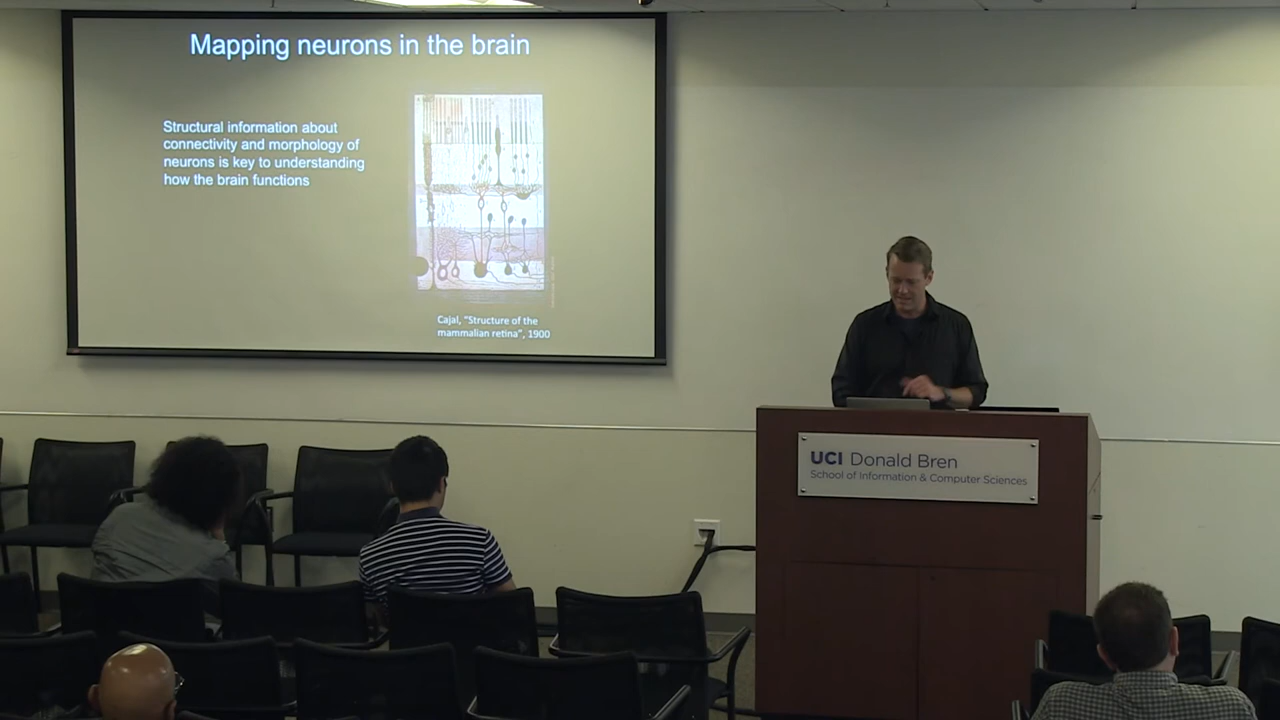 Mapping neurons in the brain
Structural information about
connectivity and morphology of
neurons is key to understanding
how the brain functions
Cajal, “Structure of the
mammalian retina”, 1900
UCI Donald Bren
School of Information & Computer Sciences